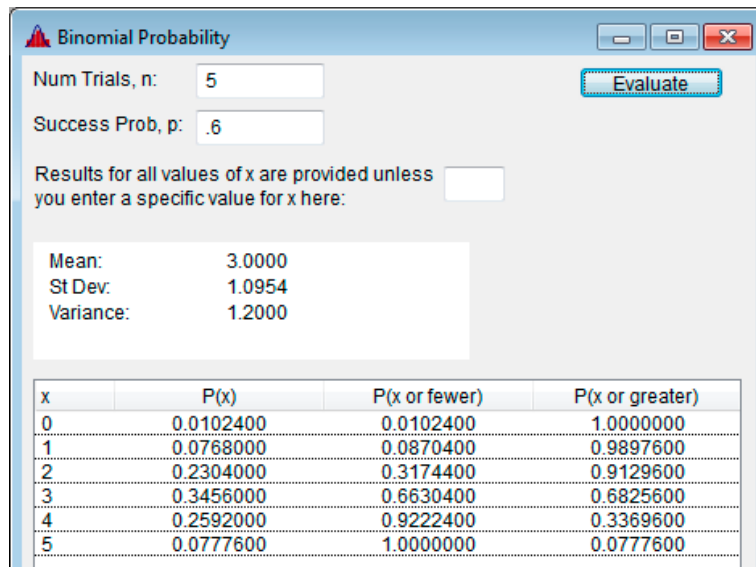 Binomial Probability
Num Trials, n: 5 Evaluate
Success Prob, p: .6
Results for all values of x are provided unless
you enter a specific value for x here:
Mean: 3.0000
St Dev: 1.0954
Variance: 1.2000
x P(x) P(x or fewer) P(x or greater)
0 0.0102400 0.0102400 1.0000000
1 0.0768000 0.0870400 0.9897600
2 0.2304000 0.3174400 0.9129600
3 0.3456000 0.6630400 0.6825600
4 0.2592000 0.9222400 0.3369600
5 0.0777600 1.0000000 0.0777600